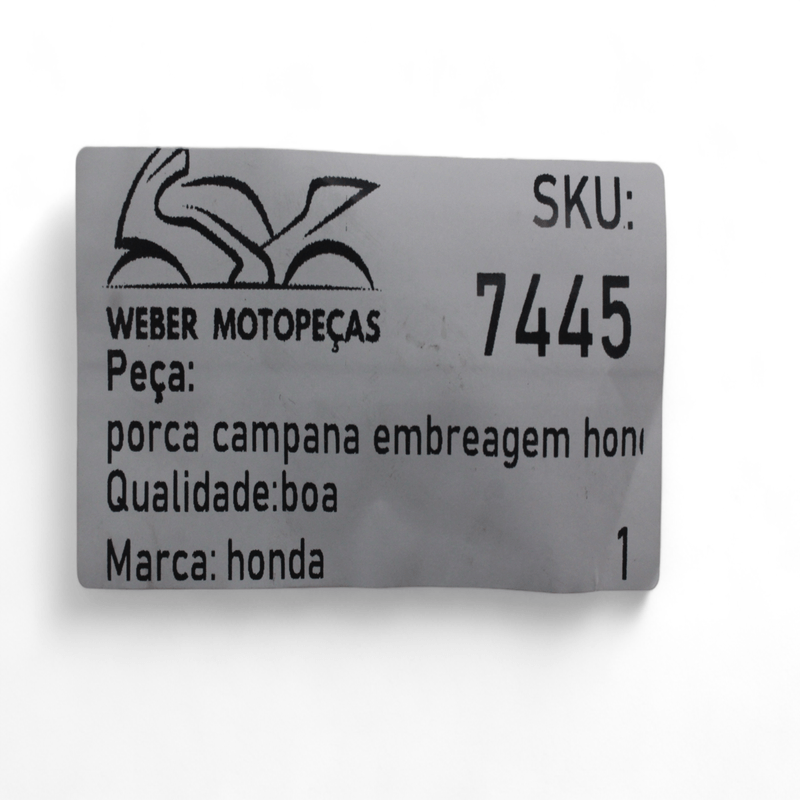 SKU:
7445
WEBER MOTOPEÇAS
Peça:
porca campana embreagem
Qualidade:boa
Marca: honda
1